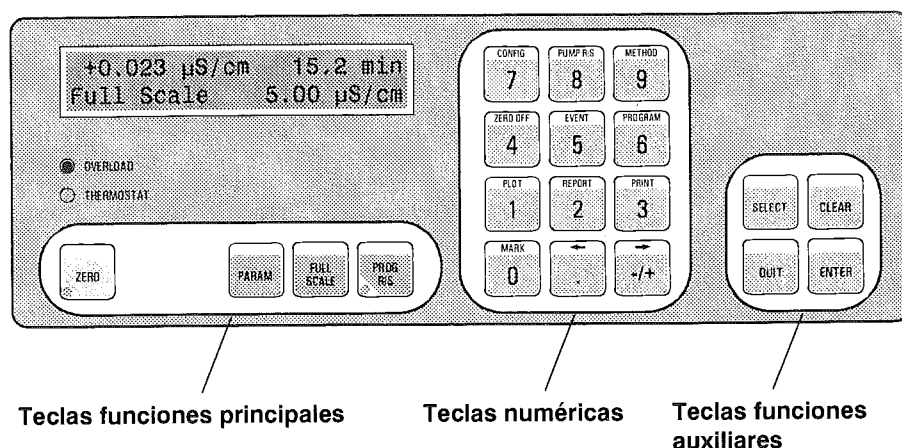 +0.023 µS/cm 15.2 min
Full Scale 5.00 µS/cm
OVERLOAD
THERMOSTAT
ZERO
PARAM
FULL
SCALE
PROG
R/S
CONFIG
7
PUMP R/S
8
METHOD
9
ZERO OFF
4
EVENT
5
PROGRAM
6
PLOT
1
REPORT
2
PRINT
3
MARK
0
←
.
→
-/+
SELECT
CLEAR
QUIT
ENTER
Teclas funciones principales
Teclas numéricas
Teclas funciones
auxiliares